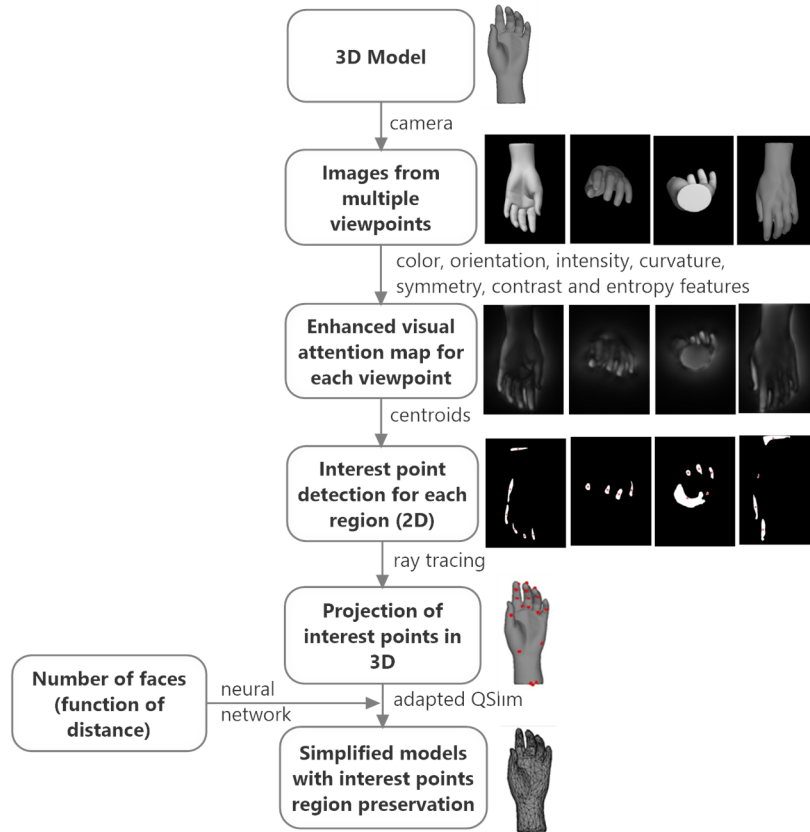 3D Model
camera
Images from
multiple
viewpoints
color, orientation, intensity, curvature,
symmetry, contrast and entropy features
Enhanced visual
attention map for
each viewpoint
centroids
Interest point
detection for each
region (2D)
ray tracing
Projection of
interest points in
3D
Number of faces
(function of
distance)
neural
network
adapted QSlim
Simplified models
with interest points
region preservation